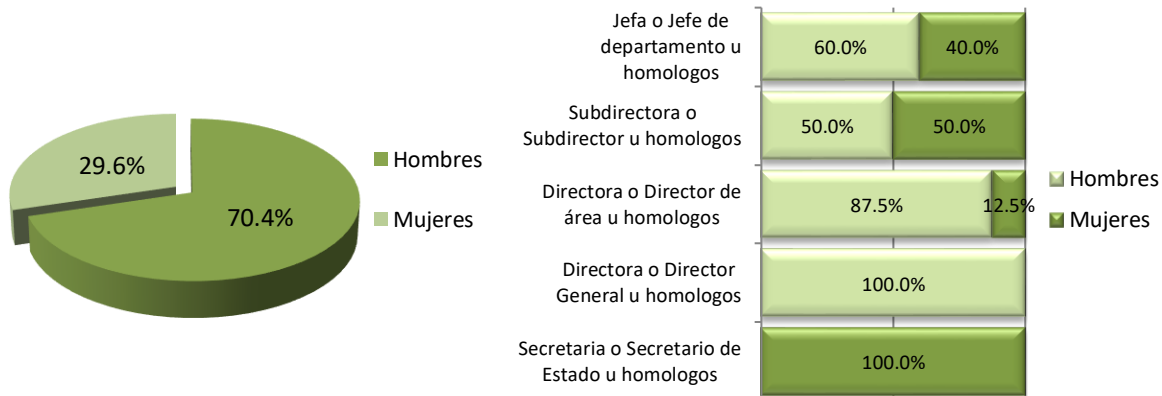 29.6%
70.4%
Hombres
Mujeres
Jefa o Jefe de
departamento u
homologos
60.0%
40.0%
Subdirectora o
Subdirector u homologos
50.0%
50.0%
Directora o Director de
área u homologos
87.5%
12.5%
Directora o Director
General u homologos
100.0%
Secretaria o Secretario de
Estado u homologos
100.0%
Hombres
Mujeres